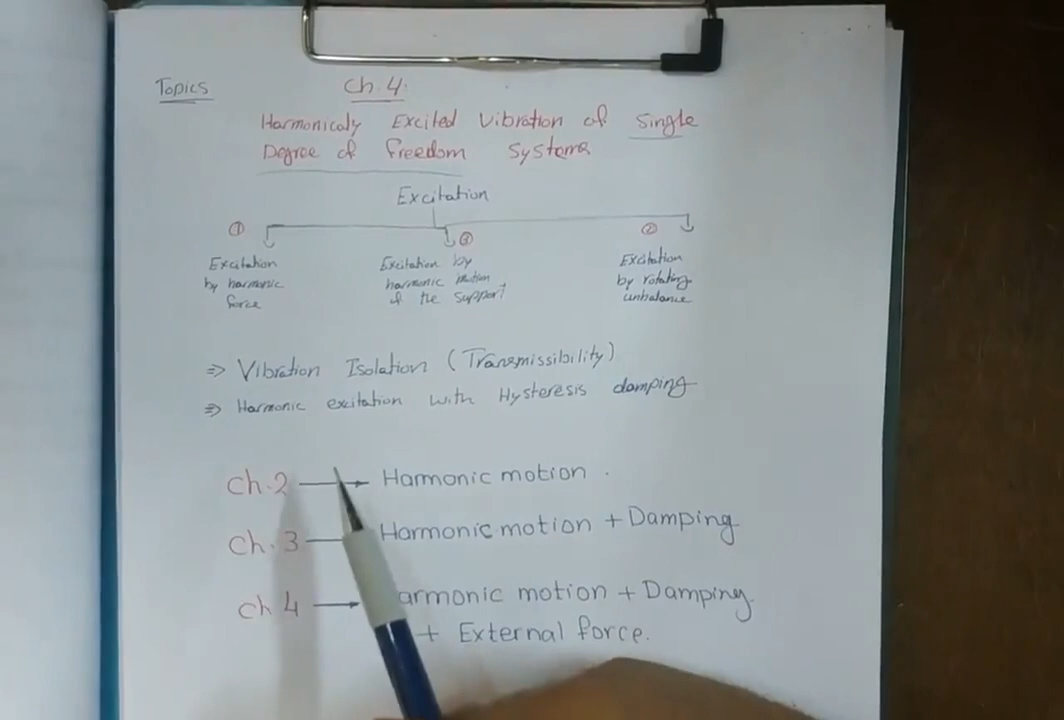 Topics
Ch. 4.
Harmonicaly Excited Vibration of Single
Degree of freedom Systems
Excitation
① ③ ②
Excitation
by harmonic
force
Excitation by
harmonic motion
of the support
Excitation
by rotating
unbalance
⇒ Vibration Isolation (Transmissibility)
⇒ Harmonic excitation with Hysteresis damping
Ch. 2 → Harmonic motion.
Ch. 3 — Harmonic motion + Damping
Ch 4 → armonic motion + Damping.
+ External force.